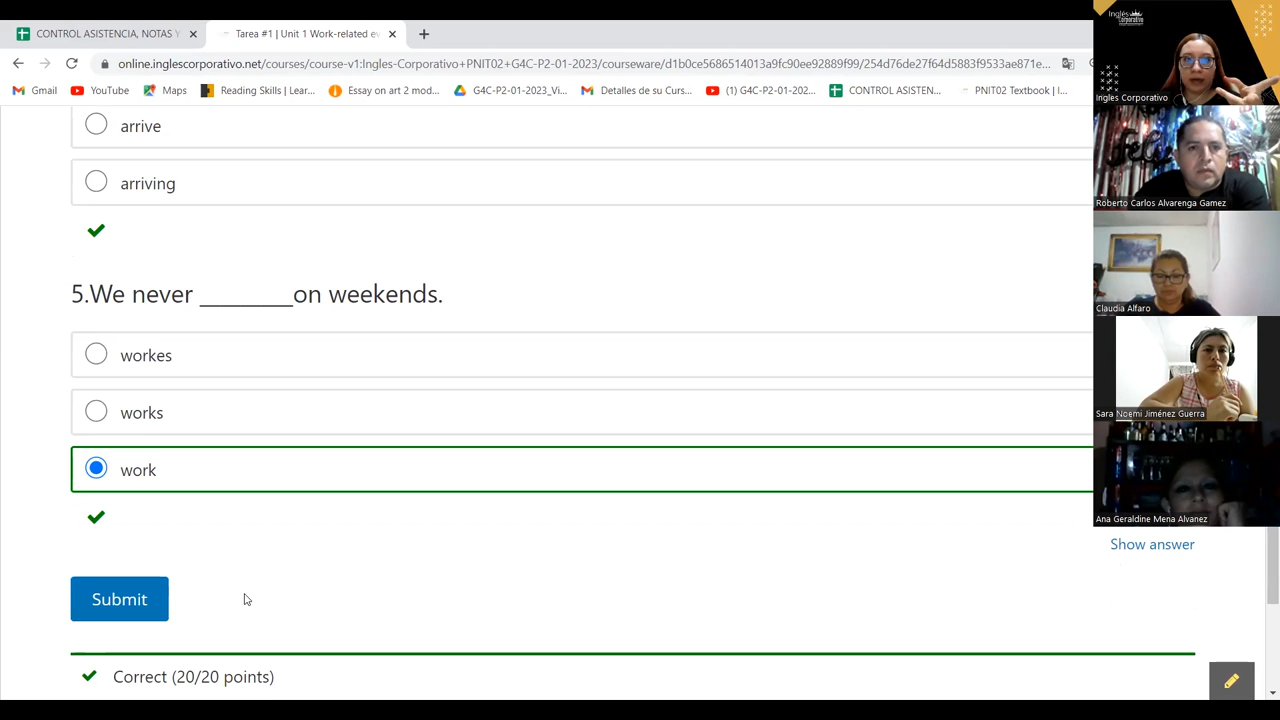 CONTROL ASISTENCIA, NOTAS Y
Tarea #1 | Unit 1 Work-related ev
online.inglescorporativo.net/courses/course-v1:Ingles-Corporativo+PNIT02+G4C-P2-01-2023/courseware/d1b0ce5686514013a9fc90ee92889f99/254d76de27f64d5883f9533ae871e...
Gmail
YouTube
Maps
Reading Skills | Lear...
Essay on art 2 mod...
G4C-P2-01-2023_Vi...
Detalles de su Curs...
(1) G4C-P2-01-202...
CONTROL ASISTEN...
PNIT02 Textbook | I...
arrive
arriving
5.We never ________on weekends.
workes
works
work
Show answer
Submit
Correct (20/20 points)
Inglés
Corporativo
Ingles Corporativo
Roberto Carlos Alvarenga Gamez
Claudia Alfaro
Sara Noemí Jiménez Guerra
Ana Geraldine Mena Alvanez